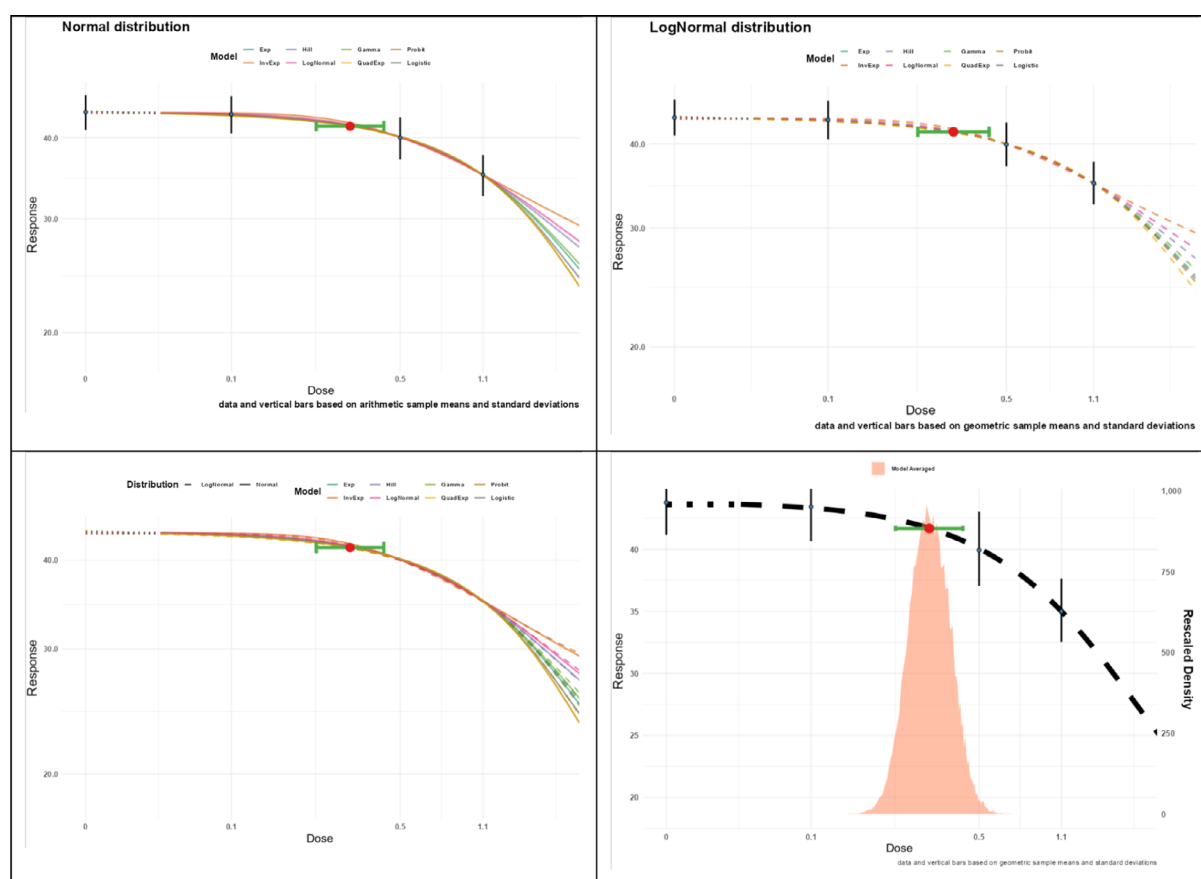 Normal distribution
Model Exp Hill Gamma Probit
InvExp LogNormal QuadExp Logistic
Response
40.0
30.0
20.0
0 0.1 0.5 1.1
Dose
data and vertical bars based on arithmetic sample means and standard deviations
LogNormal distribution
Model Exp Hill Gamma Probit
InvExp LogNormal QuadExp Logistic
Response
40.0
30.0
20.0
0 0.1 0.5 1.1
Dose
data and vertical bars based on geometric sample means and standard deviations
Distribution LogNormal Normal Model Exp Hill Gamma Probit
InvExp LogNormal QuadExp Logistic
Response
40.0
30.0
20.0
0 0.1 0.5 1.1
Dose
Model Averaged
Response
40
35
30
25
20
1,000
750
500
250
0
Rescaled Density
0 0.1 0.5 1.1
Dose
data and vertical bars based on geometric sample means and standard deviations